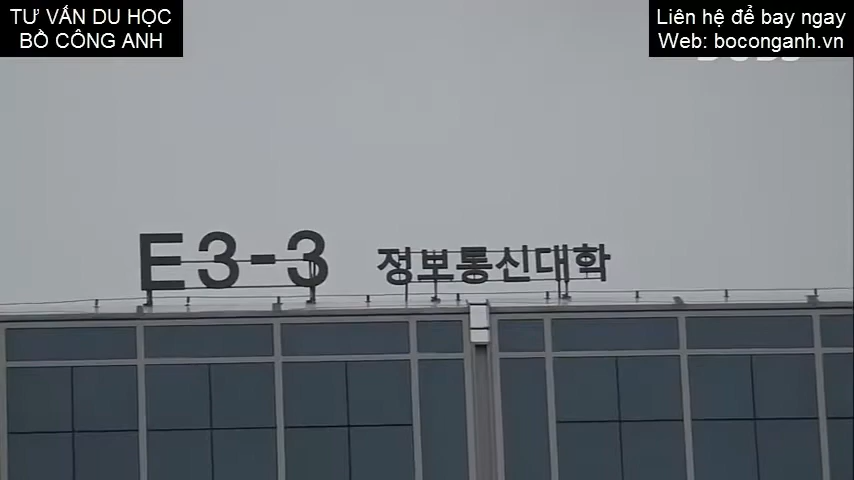 TƯ VẤN DU HỌC
BỒ CÔNG ANH
Liên hệ để bay ngay
Web: boconganh.vn
E3-3 정보통신대학